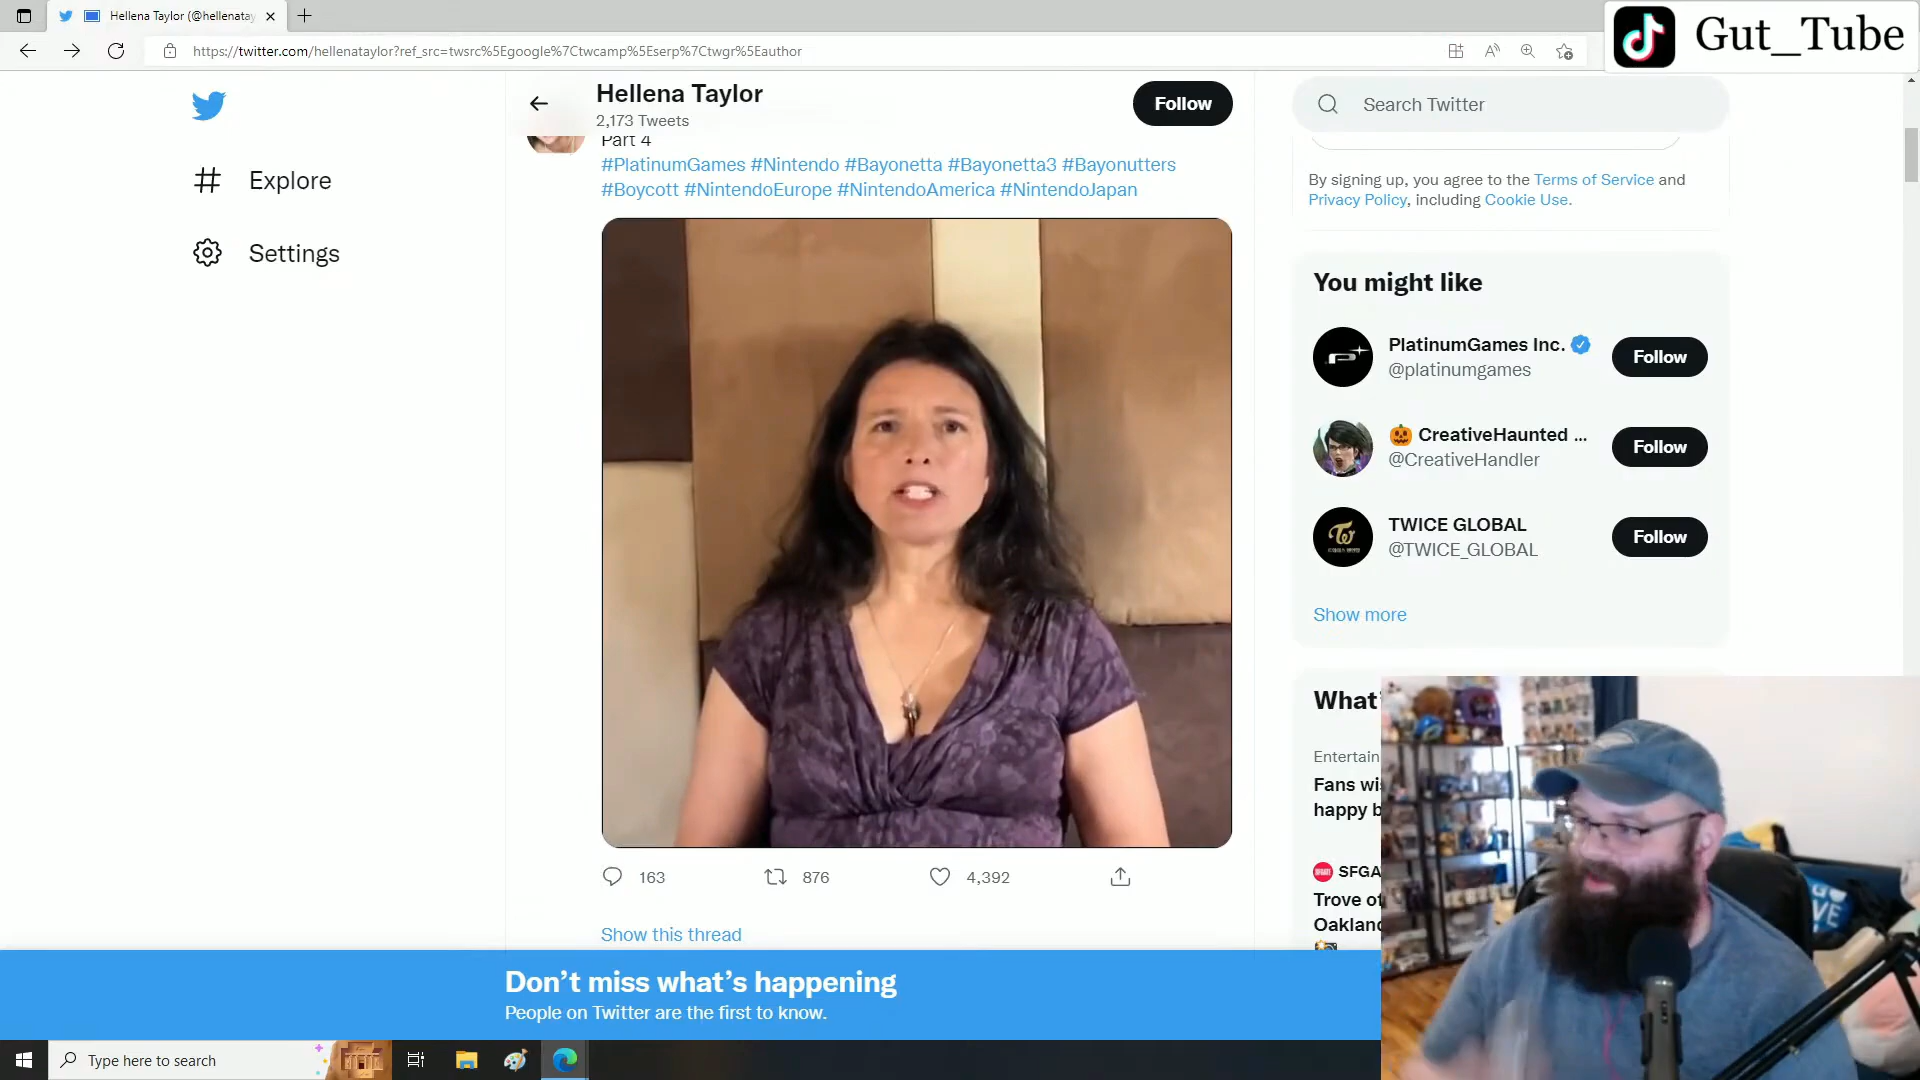 Hellena Taylor (@hellenatay
https://twitter.com/hellenataylor?ref_src=twsrc%5Egoogle%7Ctwcamp%5Eserp%7Ctwgr%5Eauthor
Gut_Tube
Explore
Settings
Hellena Taylor
2,173 Tweets
Follow
Part 4
#PlatinumGames #Nintendo #Bayonetta #Bayonetta3 #Bayonutters
#Boycott #NintendoEurope #NintendoAmerica #NintendoJapan
163
876
4,392
Show this thread
Search Twitter
By signing up, you agree to the Terms of Service and
Privacy Policy, including Cookie Use.
You might like
PlatinumGames Inc.
@platinumgames
Follow
🎃 CreativeHaunted ...
@CreativeHandler
Follow
TWICE GLOBAL
@TWICE_GLOBAL
Follow
Show more
What'
Entertain
Fans wi
happy b
SFGA
Trove of
Oakland
Don't miss what's happening
People on Twitter are the first to know.
Type here to search